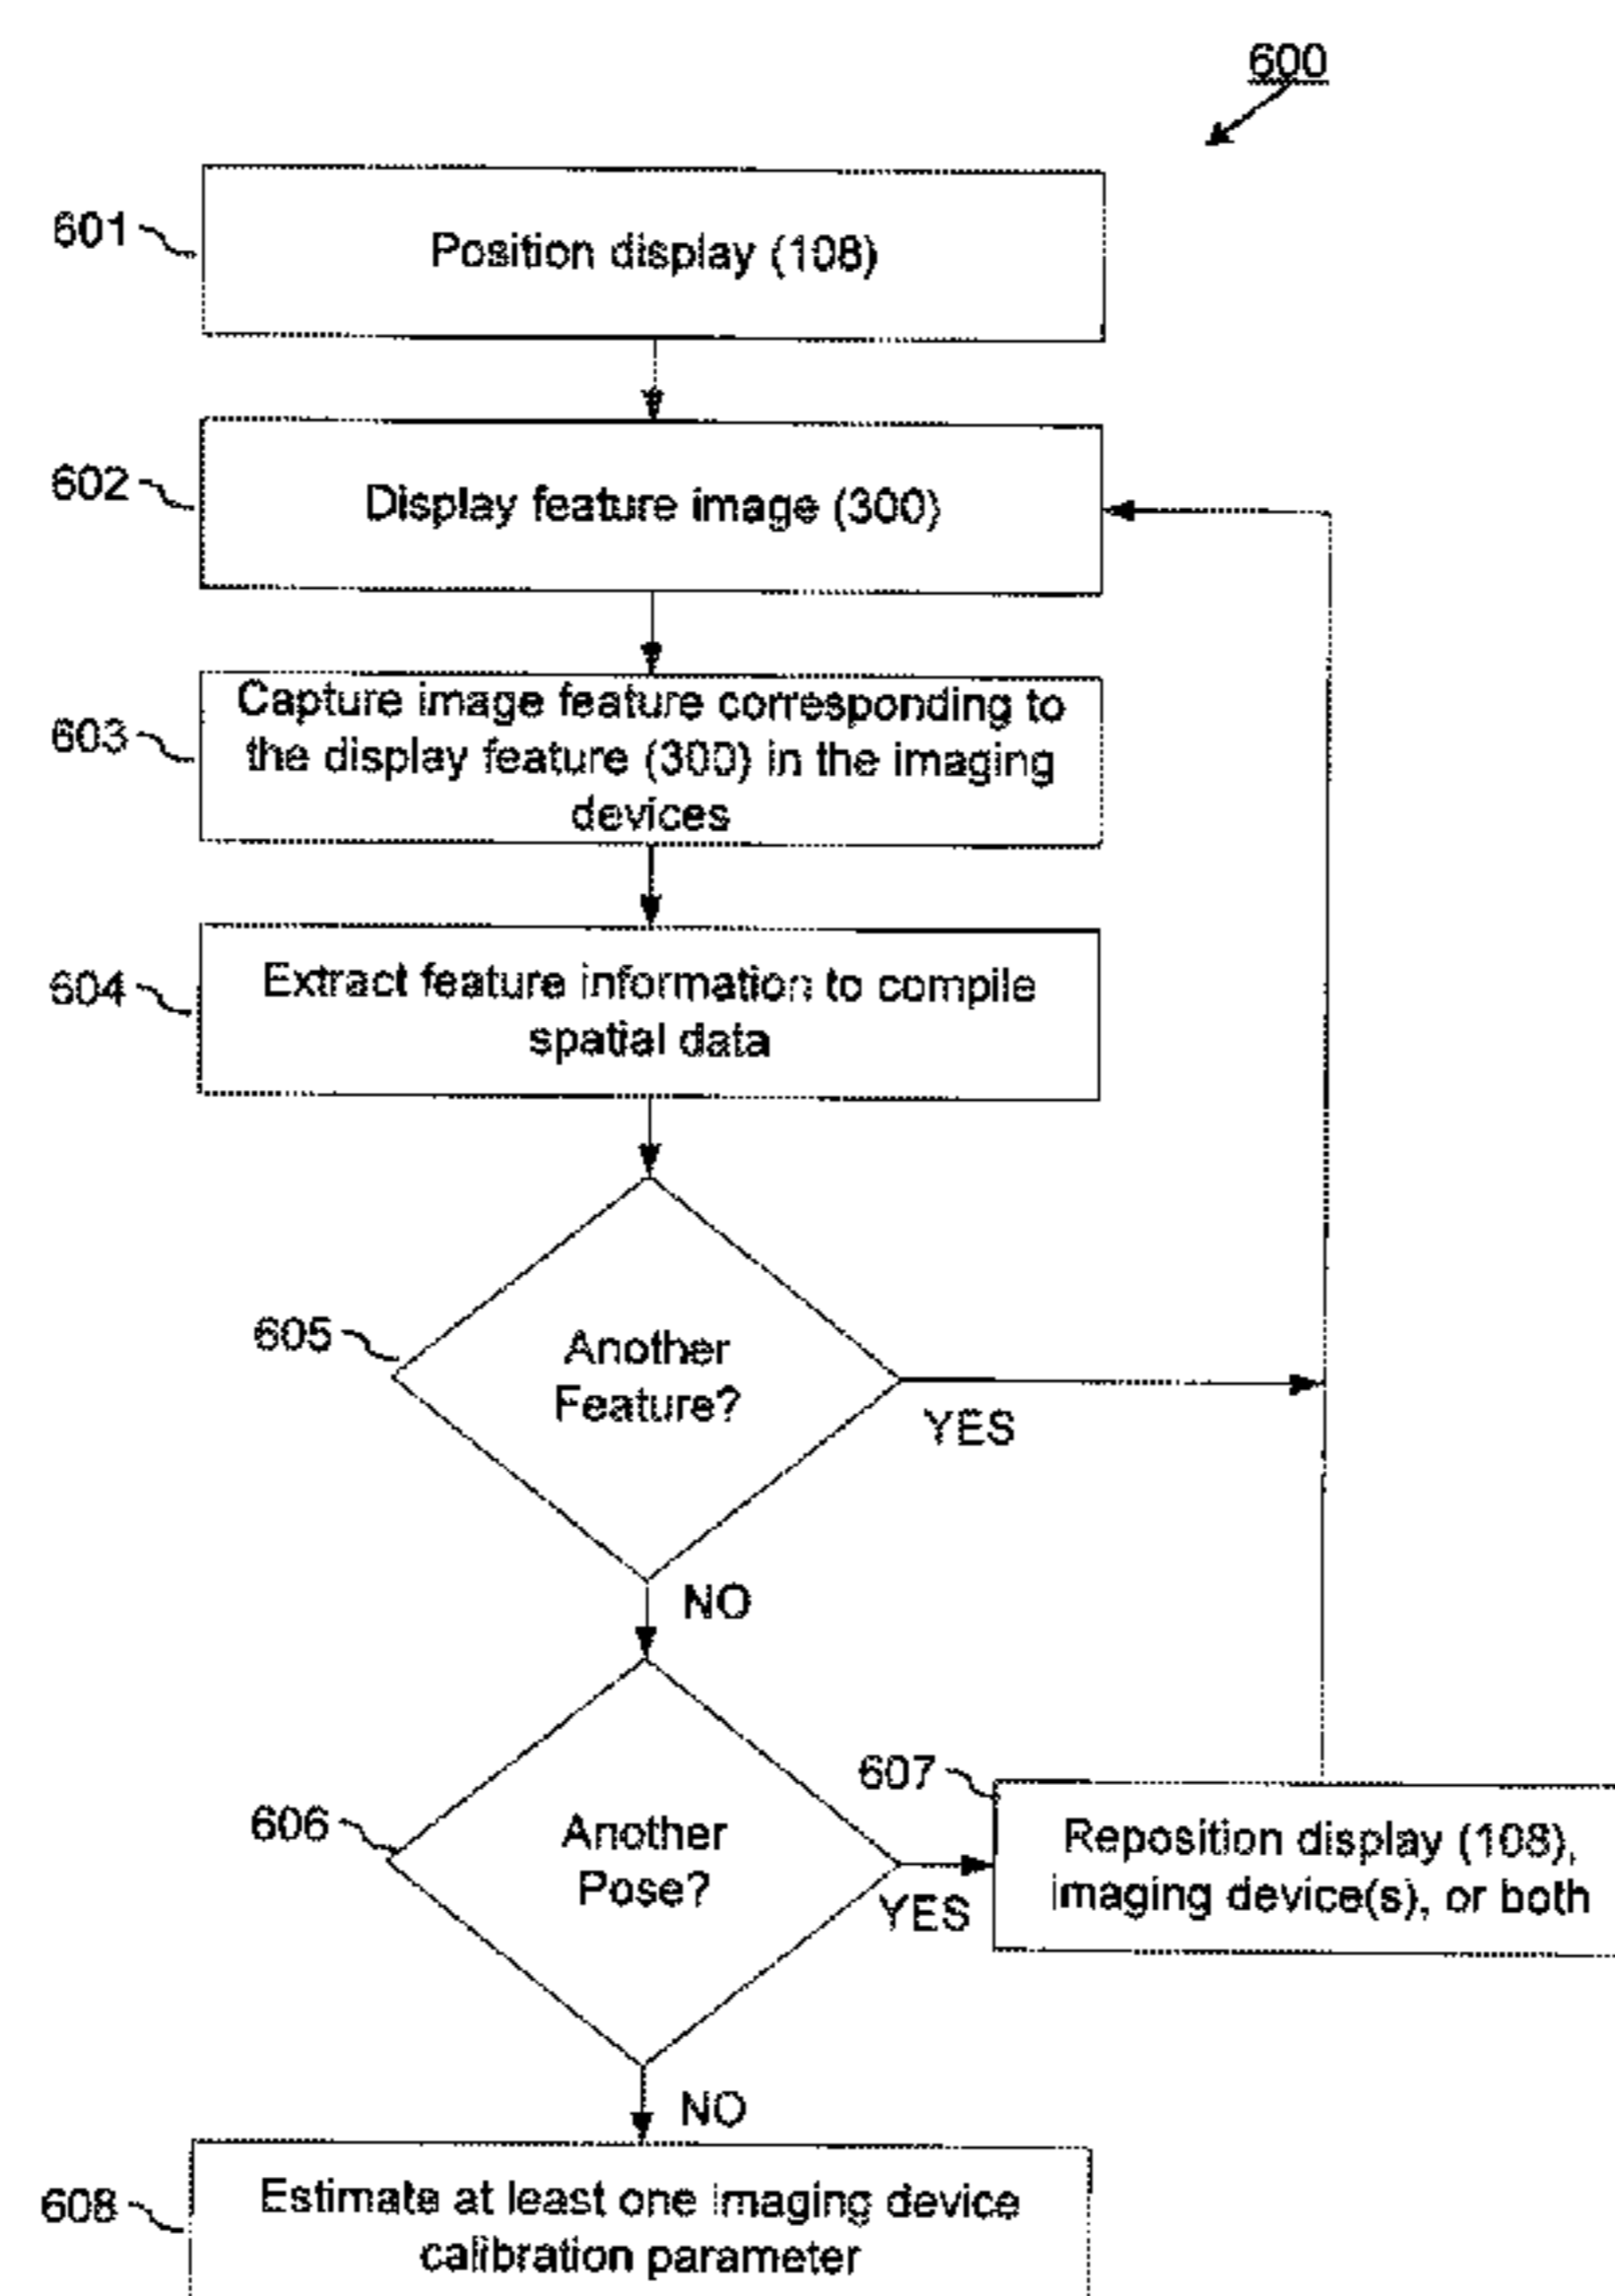 600
601
Position display (108)
602
Display feature image (300)
603
Capture image feature corresponding to
the display feature (300) in the imaging
devices
604
Extract feature information to compile
spatial data
605
Another
Feature?
YES
NO
606
Another
Pose?
YES
607
Reposition display (108),
imaging device(s), or both
NO
608
Estimate at least one imaging device
calibration parameter